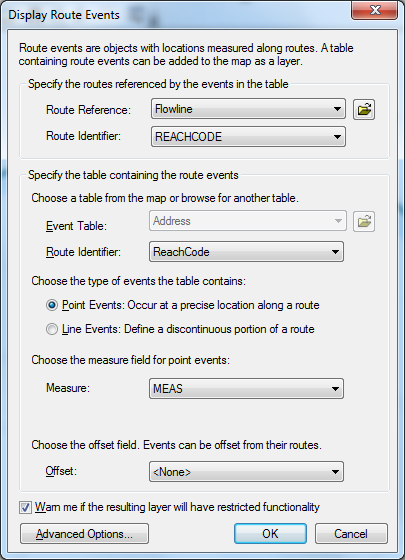 Display Route Events
Route events are objects with locations measured along routes. A table
containing route events can be added to the map as a layer.
Specify the routes referenced by the events in the table
Route Reference: Flowline
Route Identifier: REACHCODE
Specify the table containing the route events
Choose a table from the map or browse for another table.
Event Table: Address
Route Identifier: ReachCode
Choose the type of events the table contains:
Point Events: Occur at a precise location along a route
Line Events: Define a discontinuous portion of a route
Choose the measure field for point events:
Measure: MEAS
Choose the offset field. Events can be offset from their routes.
Offset: <None>
Warn me if the resulting layer will have restricted functionality
Advanced Options... OK Cancel